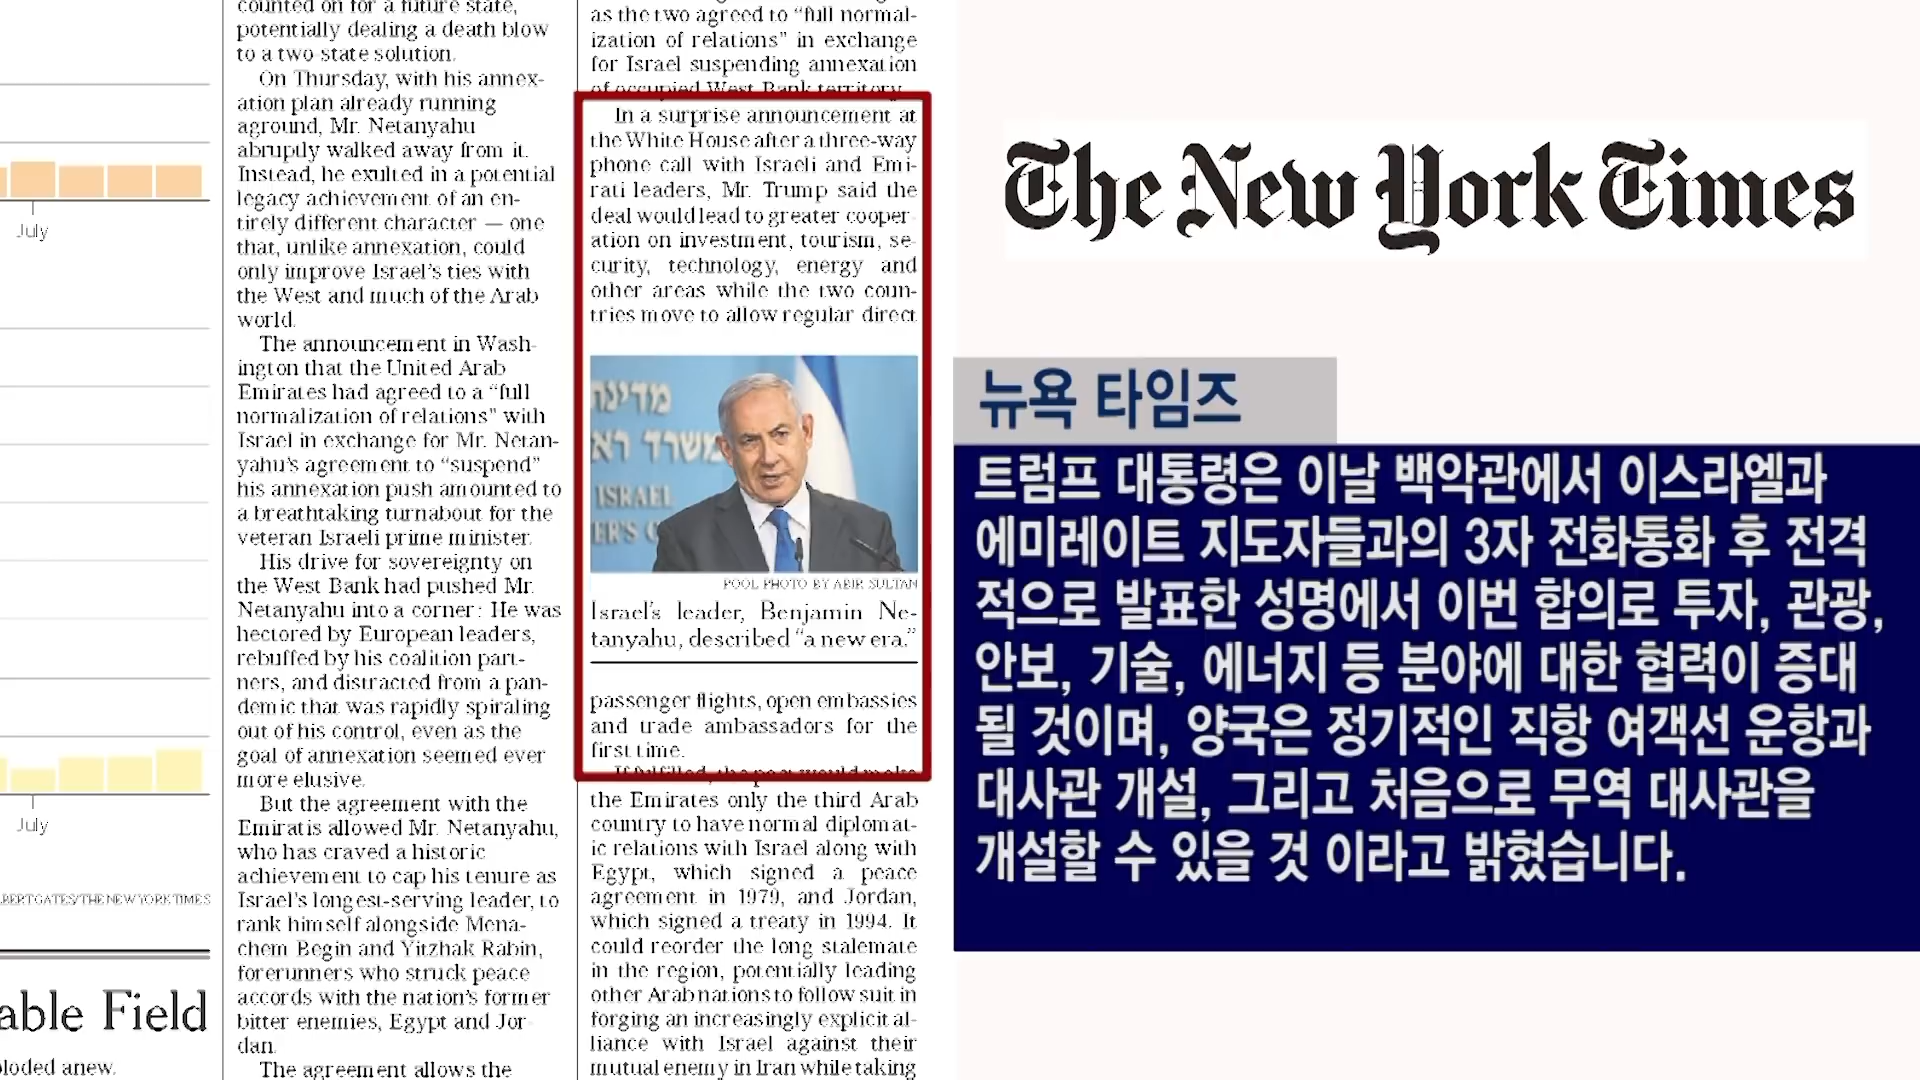 July
July
BERT GATES/THE NEW YORK TIMES
able Field
ploded anew.
counted on for a future state,
potentially dealing a death blow
to a two-state solution.
On Thursday, with his annex-
ation plan already running
aground, Mr. Netanyahu
abruptly walked away from it.
Instead, he exulted in a potential
legacy achievement of an en-
tirely different character — one
that, unlike annexation, could
only improve Israel's ties with
the West and much of the Arab
world.
The announcement in Wash-
ington that the United Arab
Emirates had agreed to a “full
normalization of relations” with
Israel in exchange for Mr. Netan-
yahu's agreement to “suspend”
his annexation push amounted to
a breathtaking turnabout for the
veteran Israeli prime minister.
His drive for sovereignty on
the West Bank had pushed Mr.
Netanyahu into a corner: He was
hectored by European leaders,
rebuffed by his coalition part-
ners, and distracted from a pan-
demic that was rapidly spiraling
out of his control, even as the
goal of annexation seemed ever
more elusive.
But the agreement with the
Emiratis allowed Mr. Netanyahu,
who has craved a historic
achievement to cap his tenure as
Israel's longest-serving leader, to
rank himself alongside Mena-
chem Begin and Yitzhak Rabin,
forerunners who struck peace
accords with the nation's former
bitter enemies, Egypt and Jor-
dan.
The agreement allows the
as the two agreed to “full normal-
ization of relations” in exchange
for Israel suspending annexation
of occupied West Bank territory.
In a surprise announcement at
the White House after a three-way
phone call with Israeli and Emi-
rati leaders, Mr. Trump said the
deal would lead to greater cooper-
ation on investment, tourism, se-
curity, technology, energy and
other areas while the two coun-
tries move to allow regular direct
מדינת
משרד רא
ISRAEL
ER'S O
POOL PHOTO BY ABIR SULTAN
Israel's leader, Benjamin Ne-
tanyahu, described “a new era.”
passenger flights, open embassies
and trade ambassadors for the
first time.
If fulfilled, the pact would make
the Emirates only the third Arab
country to have normal diplomat-
ic relations with Israel along with
Egypt, which signed a peace
agreement in 1979, and Jordan,
which signed a treaty in 1994. It
could reorder the long stalemate
in the region, potentially leading
other Arab nations to follow suit in
forging an increasingly explicit al-
liance with Israel against their
mutual enemy in Iran while taking
The New York Times
뉴욕 타임즈
트럼프 대통령은 이날 백악관에서 이스라엘과
에미레이트 지도자들과의 3자 전화통화 후 전격
적으로 발표한 성명에서 이번 합의로 투자, 관광,
안보, 기술, 에너지 등 분야에 대한 협력이 증대
될 것이며, 양국은 정기적인 직항 여객선 운항과
대사관 개설, 그리고 처음으로 무역 대사관을
개설할 수 있을 것 이라고 밝혔습니다.